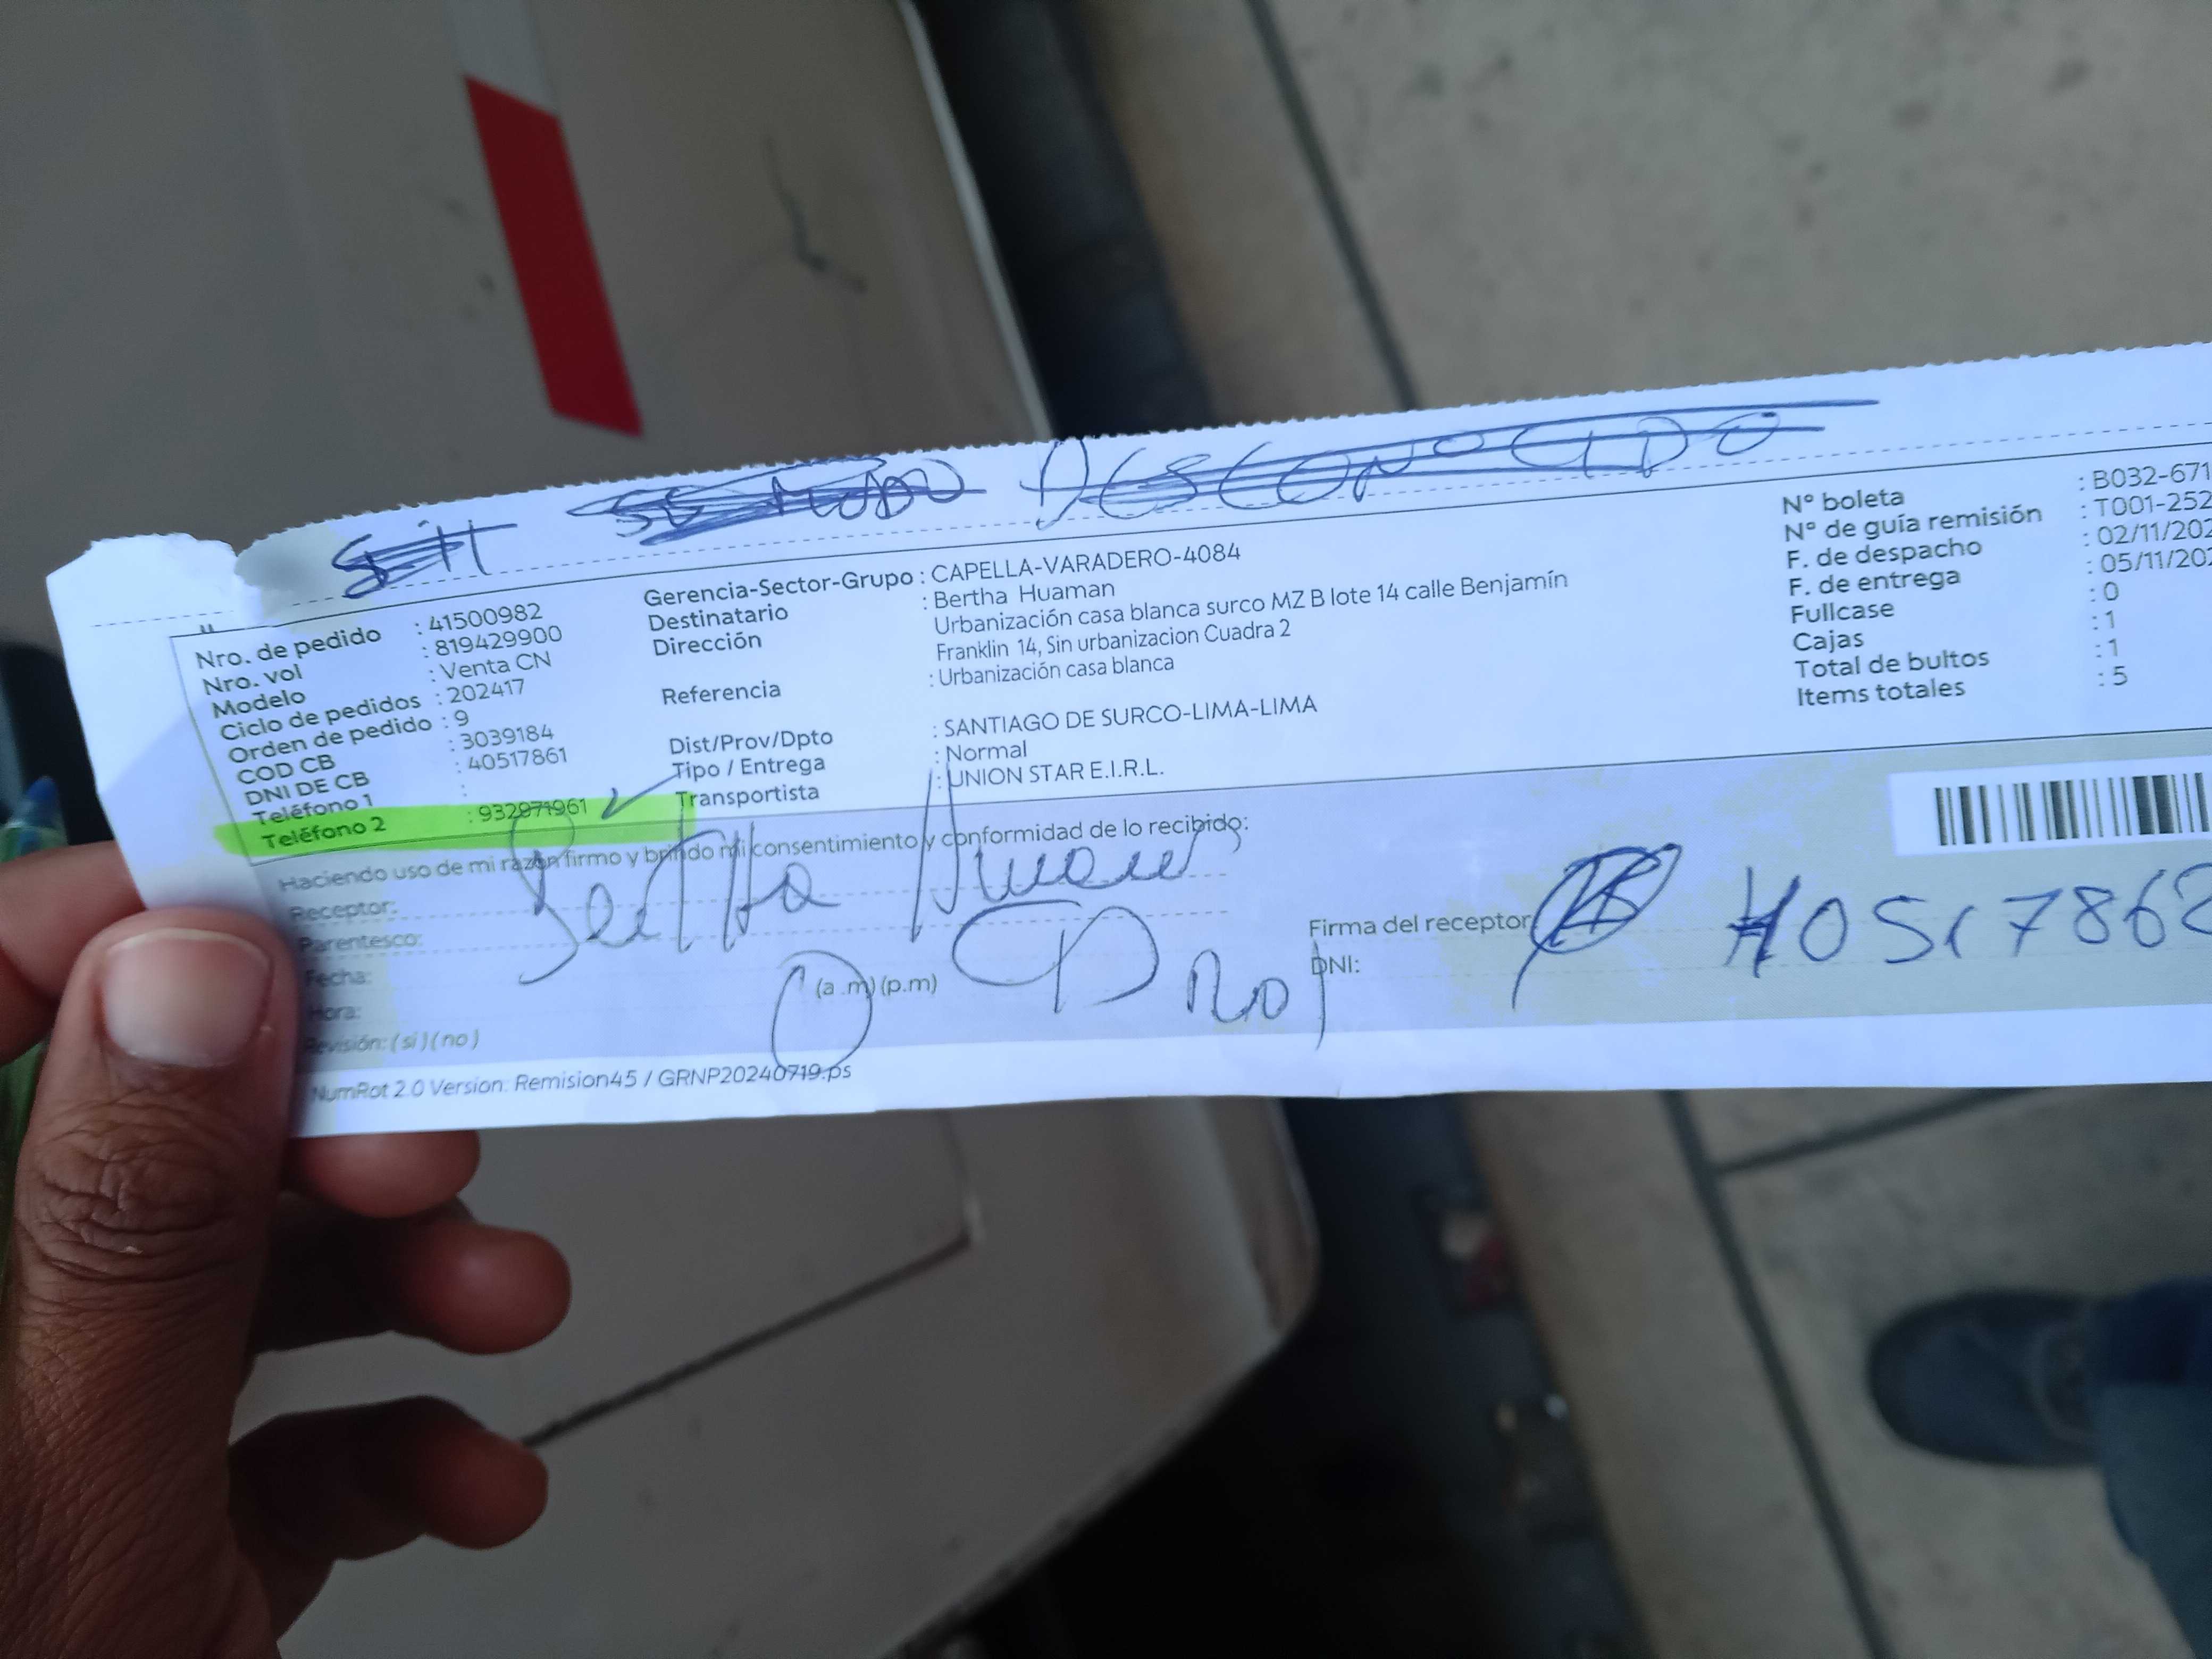 SE MUDO DESCONOCIDO
Nro. de pedido : 41500982
Nro. vol : 819429900
Modelo : Venta CN
Ciclo de pedidos : 202417
Orden de pedido : 9
COD CB : 3039184
DNI DE CB : 40517861
Teléfono 1 :
Teléfono 2 : 932971961
Gerencia-Sector-Grupo : CAPELLA-VARADERO-4084
Destinatario : Bertha Huaman
Dirección : Urbanización casa blanca surco MZ B lote 14 calle Benjamín
Franklin 14, Sin urbanizacion Cuadra 2
Referencia : Urbanización casa blanca
Dist/Prov/Dpto : SANTIAGO DE SURCO-LIMA-LIMA
Tipo / Entrega : Normal
Transportista : UNION STAR E.I.R.L.
N° boleta : B032-671
N° de guía remisión : T001-252
F. de despacho : 02/11/202
F. de entrega : 05/11/202
Fullcase : 0
Cajas : 1
Total de bultos : 1
Items totales : 5
Haciendo uso de mi razón firmo y brindo mi consentimiento y conformidad de lo recibido:
Receptor: Bertha
Parentesco:
Fecha:
Hora: (a .m) (p.m)
Revisión: ( si ) ( no )
Firma del receptor
DNI: 4051786
NumRot 2.0 Version: Remision45 / GRNP20240719.ps